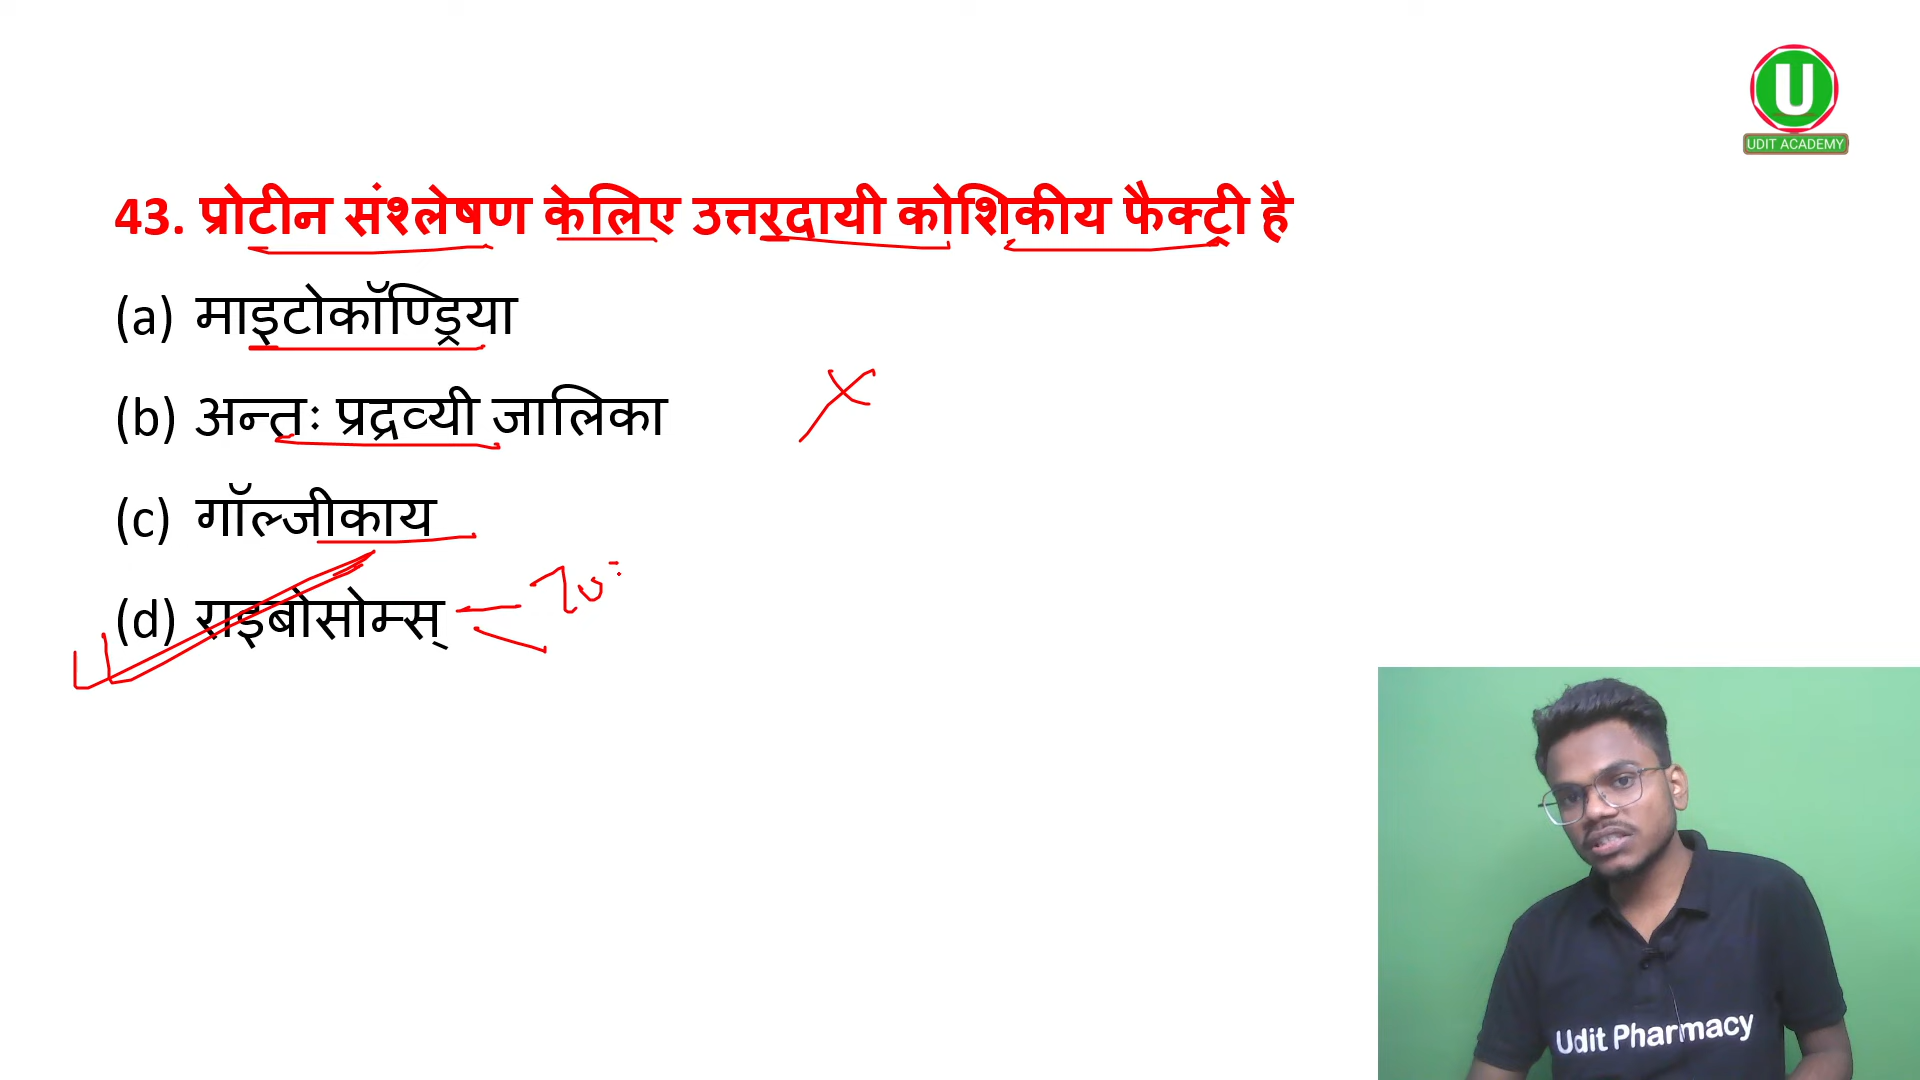 U
UDIT ACADEMY
43. प्रोटीन संश्लेषण केलिए उत्तरदायी कोशिकीय फैक्ट्री है
(a) माइटोकॉण्ड्रिया
(b) अन्तः प्रद्रव्यी जालिका
(c) गॉल्जीकाय
(d) राइबोसोम्स्
Udit Pharmacy